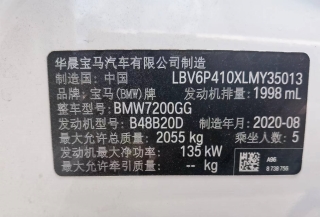 华晨宝马汽车有限公司制造
制造国: 中国 LBV6P410XLMY35013
品牌: 宝马(BMW)牌 发动机排量: 1998 mL
整车型号: BMW7200GG
发动机型号: B48B20D 制造年月: 2020-08
最大允许总质量: 2055 kg 乘坐人数: 5
发动机最大净功率: 135 kW A96
最大允许牵引质量: -- kg 8 738 756